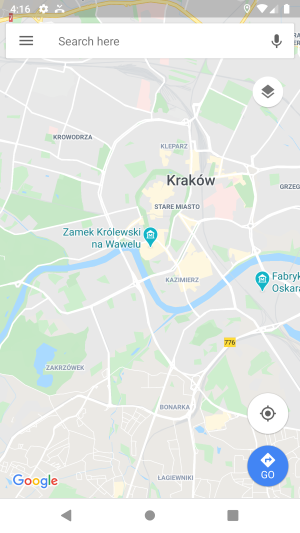 4:16
Search here
KROWODRZA
KLEPARZ
Kraków
GRZEG
STARE MIASTO
Zamek Królewski
na Wawelu
KAZIMIERZ
Fabryk
Oskara
776
ZAKRZÓWEK
BONARKA
GO
ŁAGIEWNIKI
Google